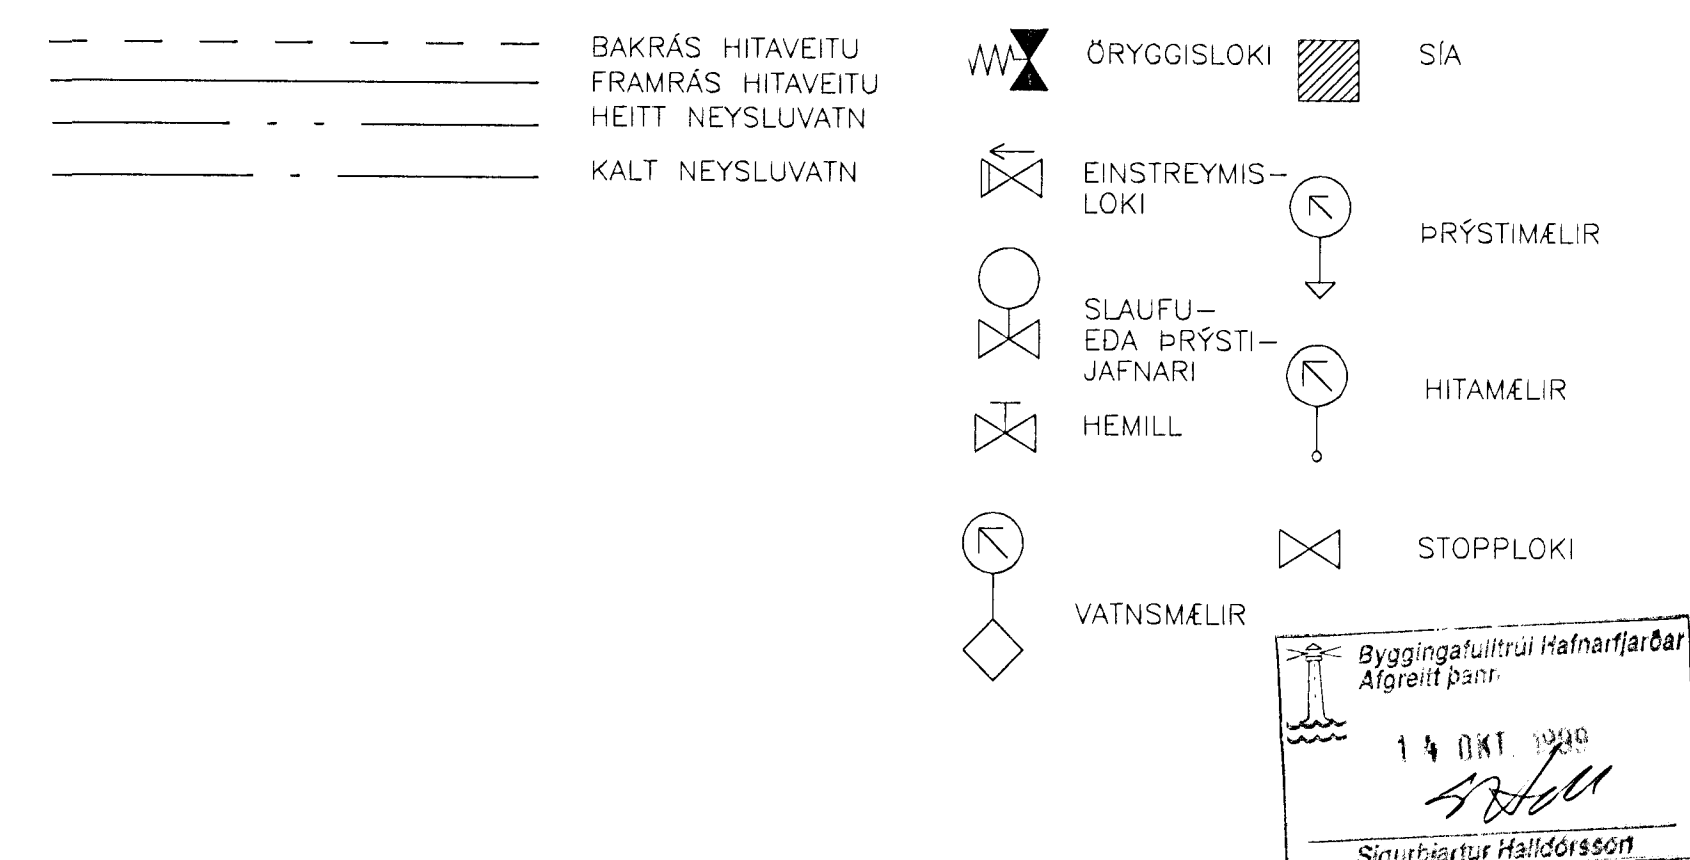 BAKRÁS HITAVEITU
FRAMRÁS HITAVEITU
HEITT NEYSLUVATN
KALT NEYSLUVATN
ÖRYGGISLOKI
EINSTREYMIS-
LOKI
SLAUFU-
EÐA ÞRÝSTI-
JAFNARI
HEMILL
VATNSMÆLIR
SÍA
ÞRÝSTIMÆLIR
HITAMÆLIR
STOPPLOKI
Byggingafulltrúi Hafnarfjarðar
Afgreitt þann
14 OKT. 1999
Sigurbjartur Halldórsson